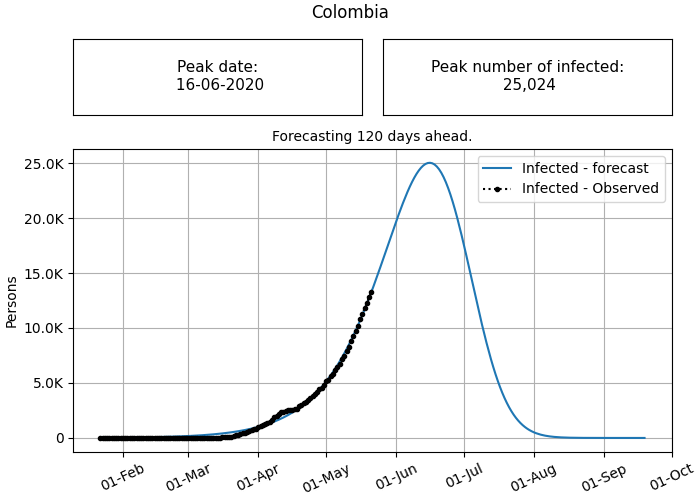 Colombia
Peak date:
16-06-2020
Peak number of infected:
25,024
Forecasting 120 days ahead.
Infected - forecast
Infected - Observed
Persons
25.0K
20.0K
15.0K
10.0K
5.0K
0
01-Feb
01-Mar
01-Apr
01-May
01-Jun
01-Jul
01-Aug
01-Sep
01-Oct